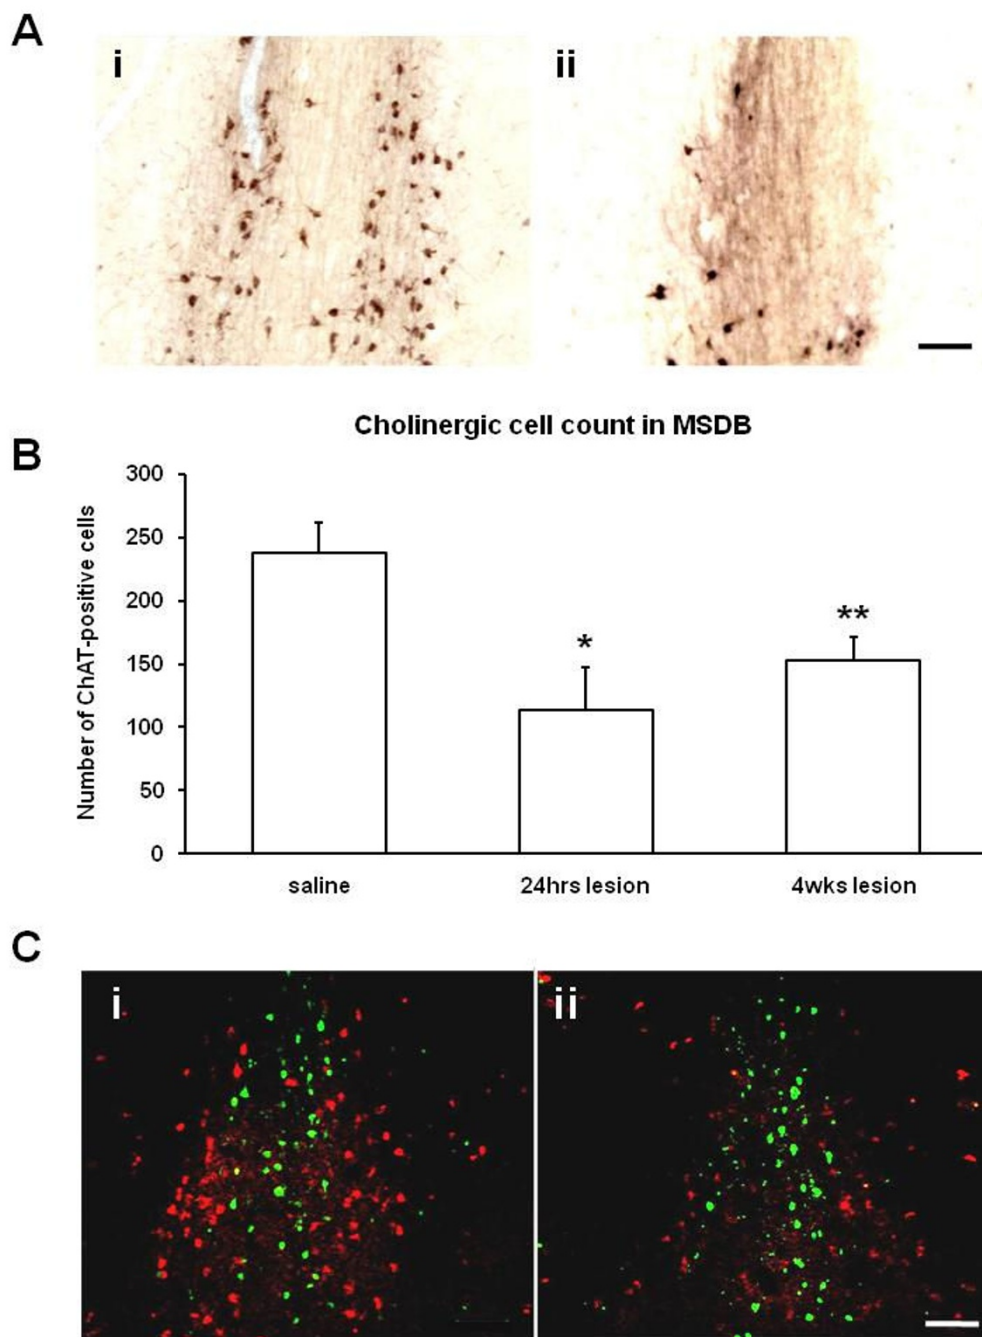 A
i ii
Cholinergic cell count in MSDB
B
Number of ChAT-positive cells
300
250
200
150
100
50
0
*
**
saline 24hrs lesion 4wks lesion
C
i ii